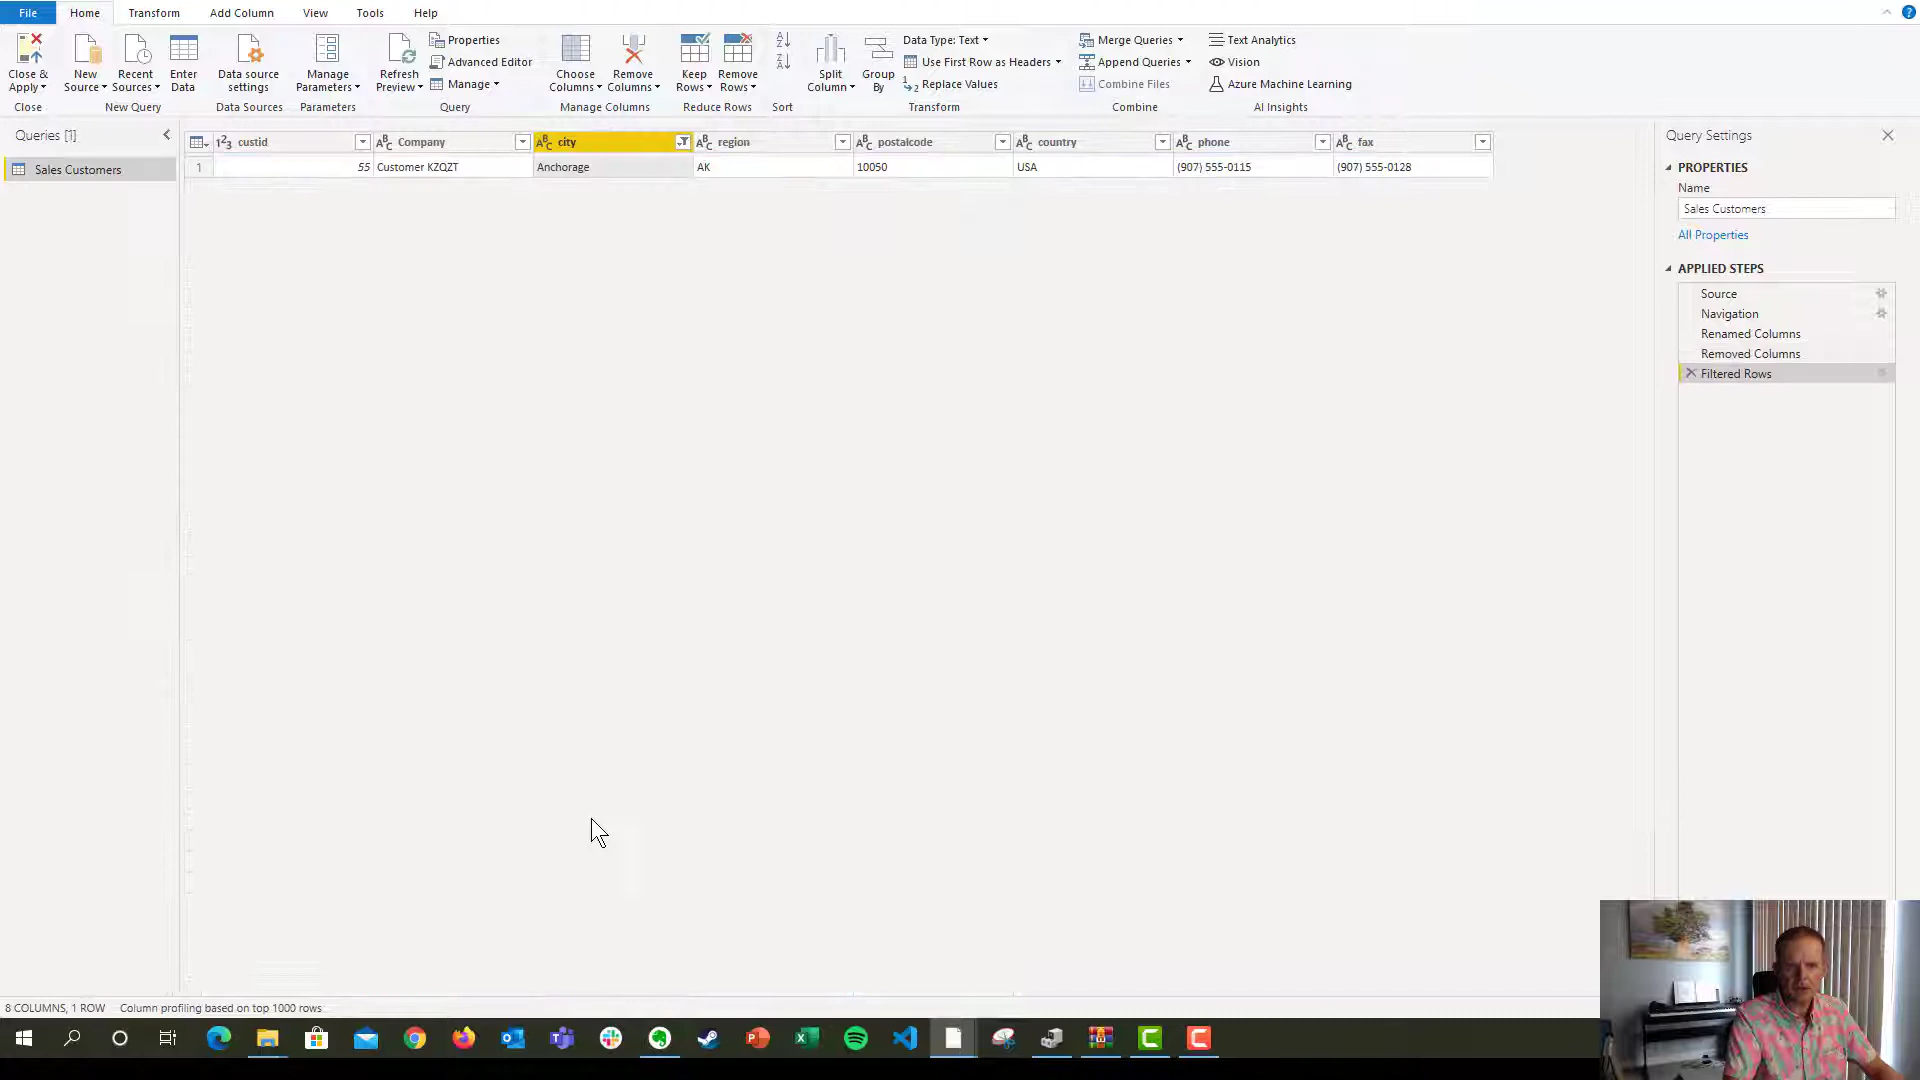 File Home Transform Add Column View Tools Help
Close & Apply
Close
New Source
Recent Sources
Enter Data
New Query
Data source settings
Data Sources
Manage Parameters
Parameters
Refresh Preview
Properties
Advanced Editor
Manage
Query
Choose Columns
Remove Columns
Manage Columns
Keep Rows
Remove Rows
Reduce Rows
Sort
Split Column
Group By
Data Type: Text
Use First Row as Headers
Replace Values
Transform
Merge Queries
Append Queries
Combine Files
Combine
Text Analytics
Vision
Azure Machine Learning
AI Insights
Queries [1]
Sales Customers
custid Company city region postalcode country phone fax
1 55 Customer KZQZT Anchorage AK 10050 USA (907) 555-0115 (907) 555-0128
Query Settings
PROPERTIES
Name
Sales Customers
All Properties
APPLIED STEPS
Source
Navigation
Renamed Columns
Removed Columns
Filtered Rows
8 COLUMNS, 1 ROW Column profiling based on top 1000 rows